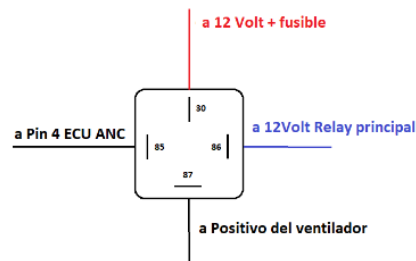 a 12 Volt + fusible
30
a Pin 4 ECU ANC
85
86
a 12Volt Relay principal
87
a Positivo del ventilador